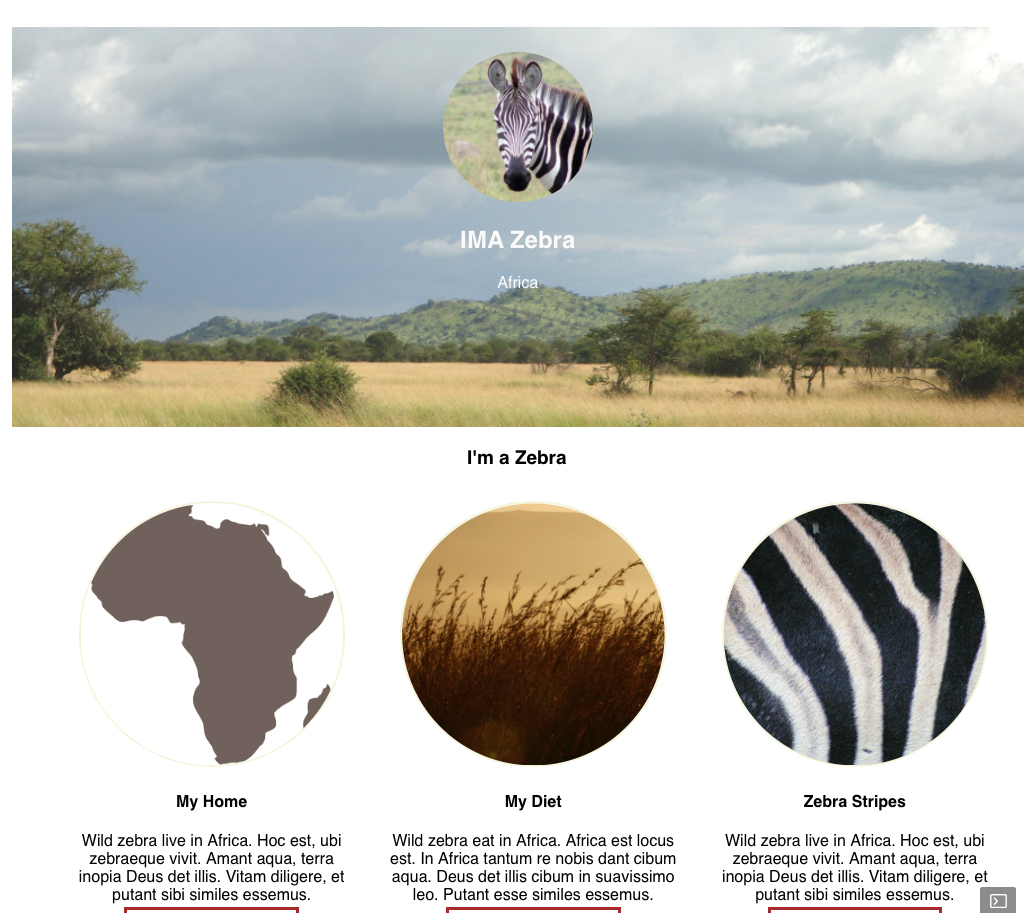 IMA Zebra
Africa
I'm a Zebra
My Home
Wild zebra live in Africa. Hoc est, ubi
zebraeque vivit. Amant aqua, terra
inopia Deus det illis. Vitam diligere, et
putant sibi similes essemus.
My Diet
Wild zebra eat in Africa. Africa est locus
est. In Africa tantum re nobis dant cibum
aqua. Deus det illis cibum in suavissimo
leo. Putant esse similes essemus.
Zebra Stripes
Wild zebra live in Africa. Hoc est, ubi
zebraeque vivit. Amant aqua, terra
inopia Deus det illis. Vitam diligere, et
putant sibi similes essemus.